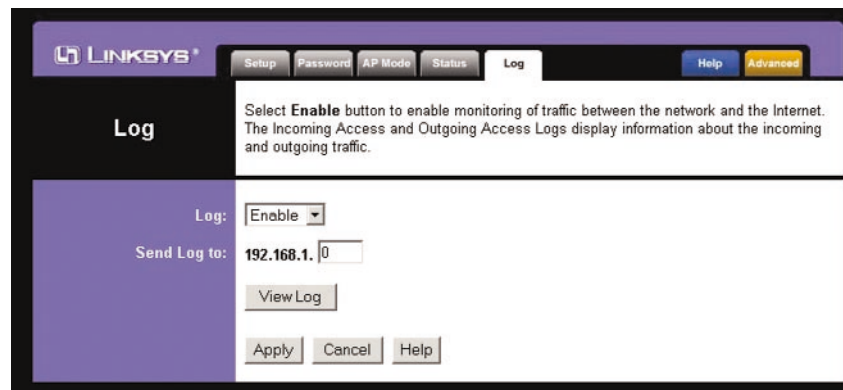 LINKSYS®
Setup Password AP Mode Status Log Help Advanced
Log
Select Enable button to enable monitoring of traffic between the network and the Internet.
The Incoming Access and Outgoing Access Logs display information about the incoming
and outgoing traffic.
Log: Enable
Send Log to: 192.168.1. 0
View Log
Apply Cancel Help